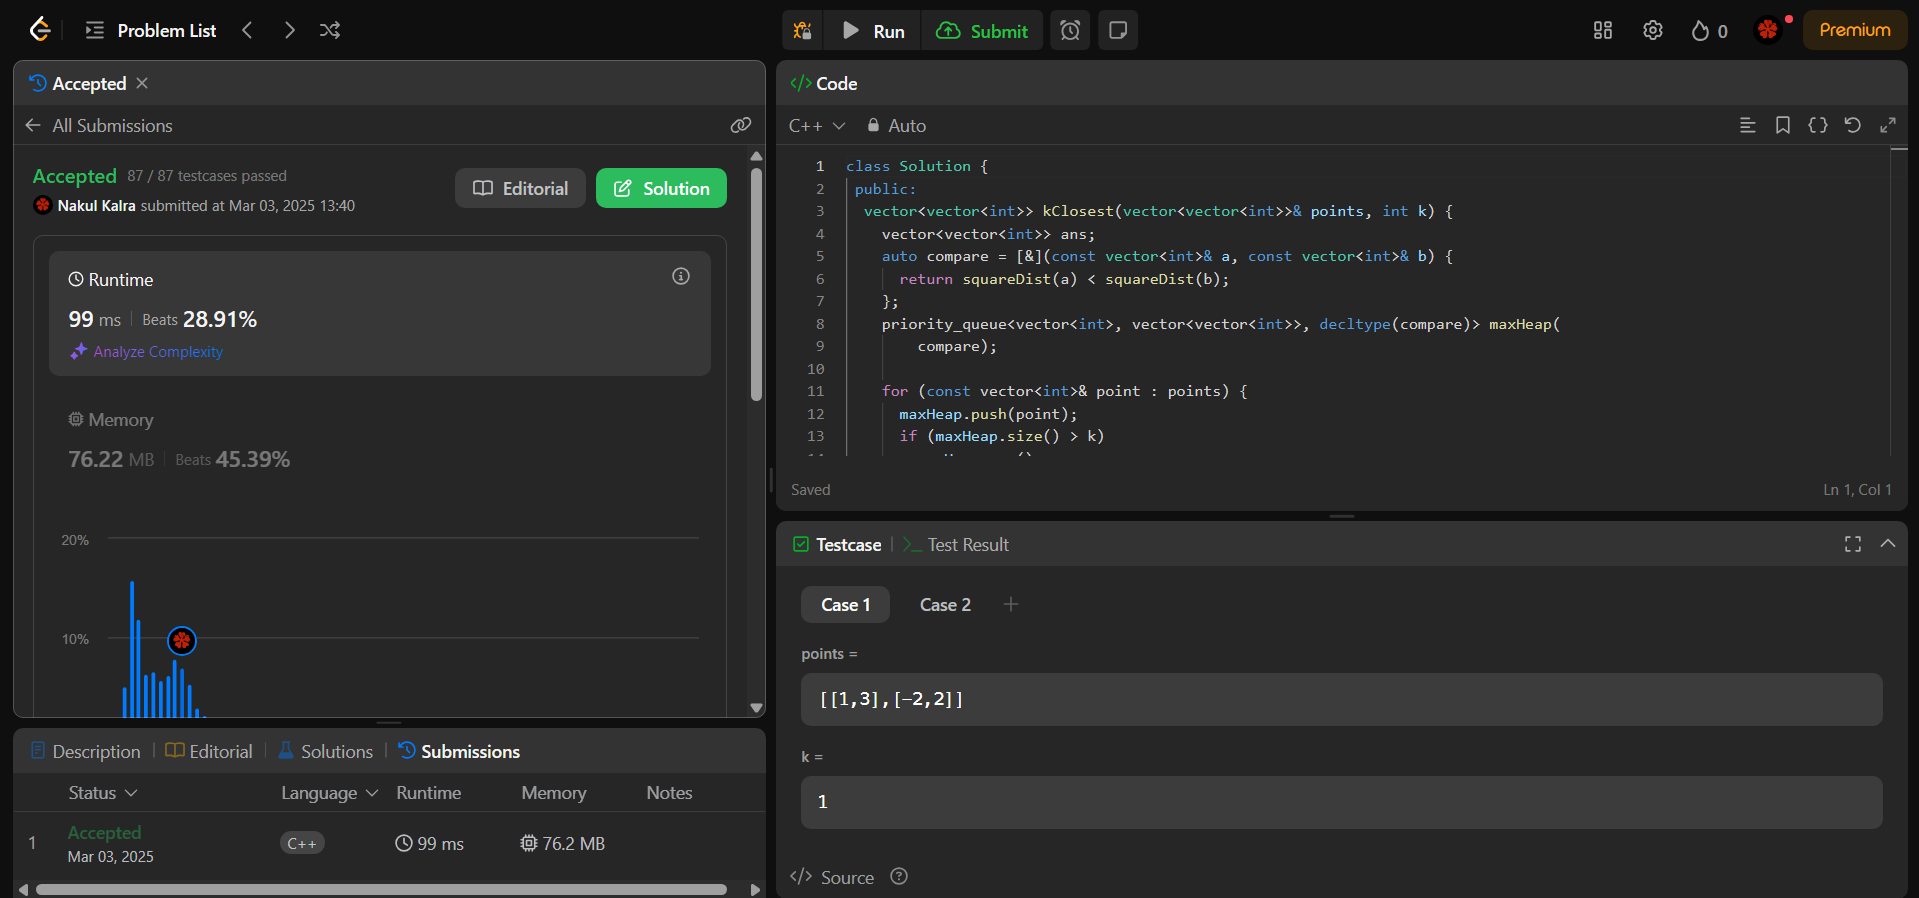 Problem List
Run
Submit
0
Premium
Accepted
All Submissions
Accepted 87 / 87 testcases passed
Nakul Kalra submitted at Mar 03, 2025 13:40
Editorial
Solution
Runtime
99 ms | Beats 28.91%
Analyze Complexity
Memory
76.22 MB | Beats 45.39%
20%
10%
Description | Editorial | Solutions | Submissions
Status Language Runtime Memory Notes
1 Accepted C++ 99 ms 76.2 MB
Mar 03, 2025
</> Code
C++ Auto
1 class Solution {
2 public:
3 vector<vector<int>> kClosest(vector<vector<int>>& points, int k) {
4 vector<vector<int>> ans;
5 auto compare = [&](const vector<int>& a, const vector<int>& b) {
6 return squareDist(a) < squareDist(b);
7 };
8 priority_queue<vector<int>, vector<vector<int>>, decltype(compare)> maxHeap(
9 compare);
10
11 for (const vector<int>& point : points) {
12 maxHeap.push(point);
13 if (maxHeap.size() > k)
Saved
Ln 1, Col 1
Testcase | >_ Test Result
Case 1 Case 2 +
points =
[[1,3],[-2,2]]
k =
1
</> Source